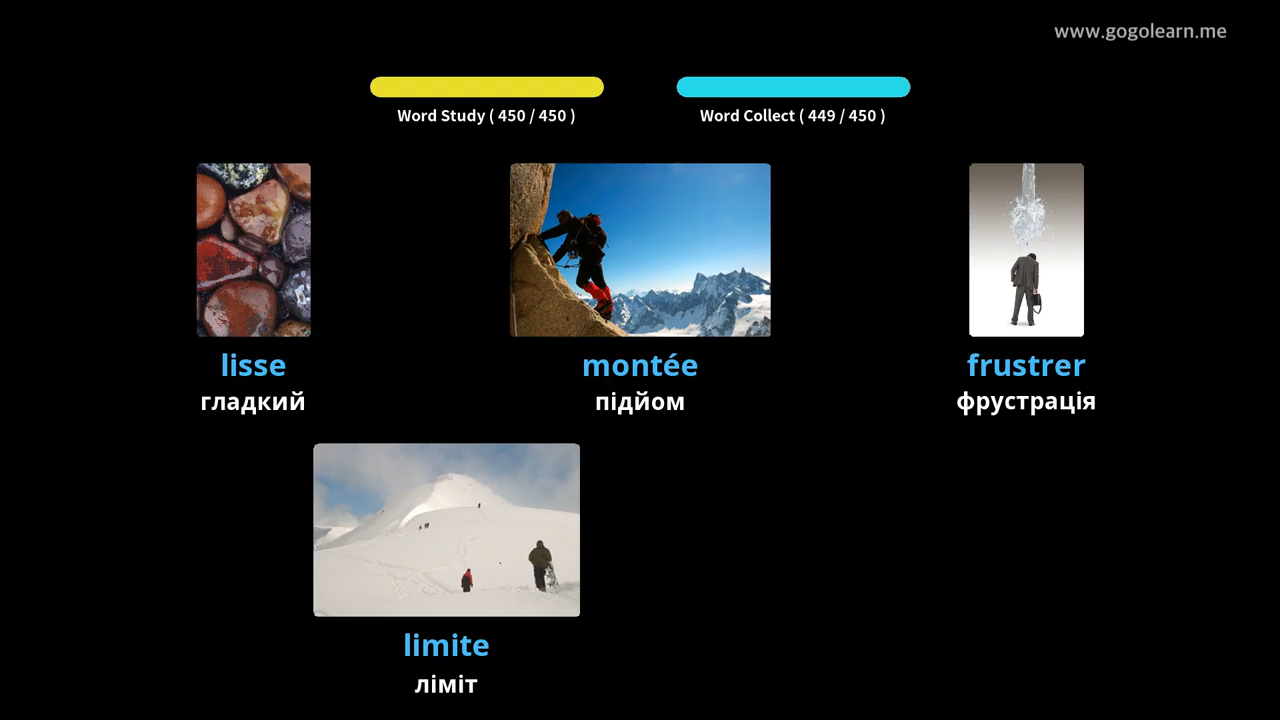 www.gogolearn.me
Word Study ( 450 / 450 )
Word Collect ( 449 / 450 )
lisse
гладкий
montée
підйом
frustrer
фрустрація
limite
ліміт